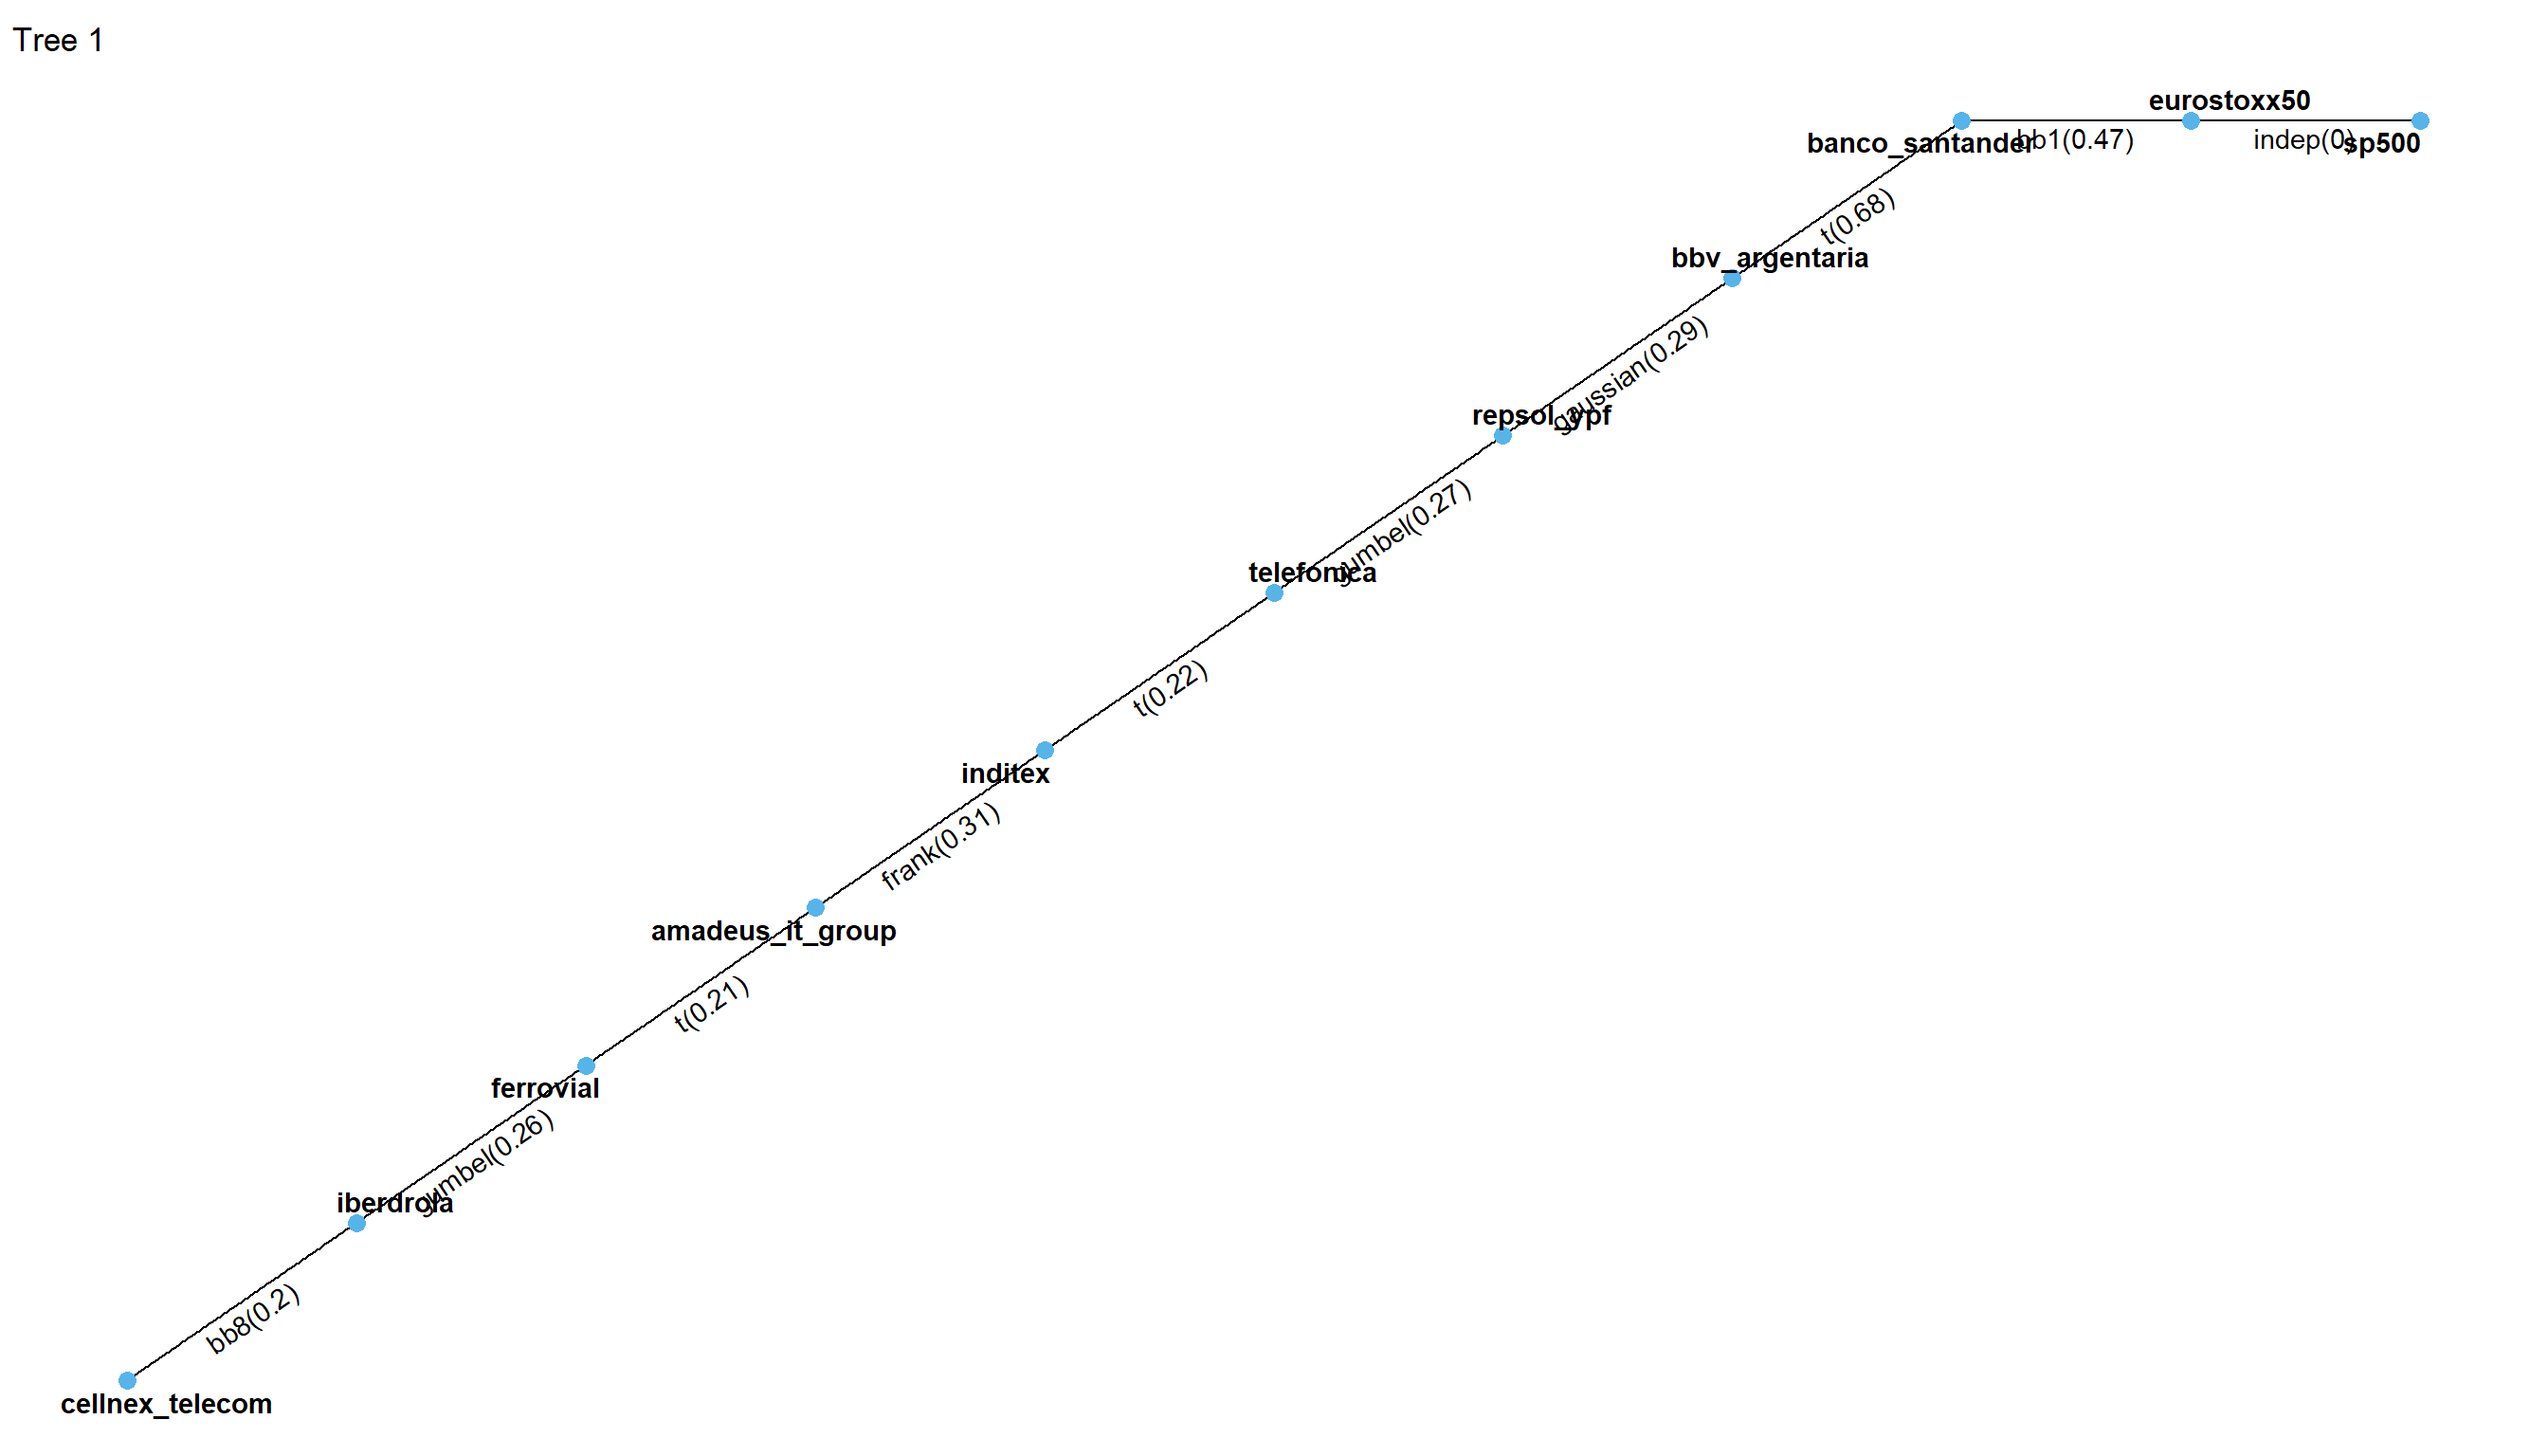 Tree 1
eurostoxx50
banco_santander
bb1(0.47)
indep(0)
sp500
t(0.68)
bbv_argentaria
gaussian(0.29)
repsol_ypf
gumbel(0.27)
telefonica
t(0.22)
inditex
frank(0.31)
amadeus_it_group
t(0.21)
ferrovial
gumbel(0.26)
iberdrola
bb8(0.2)
cellnex_telecom